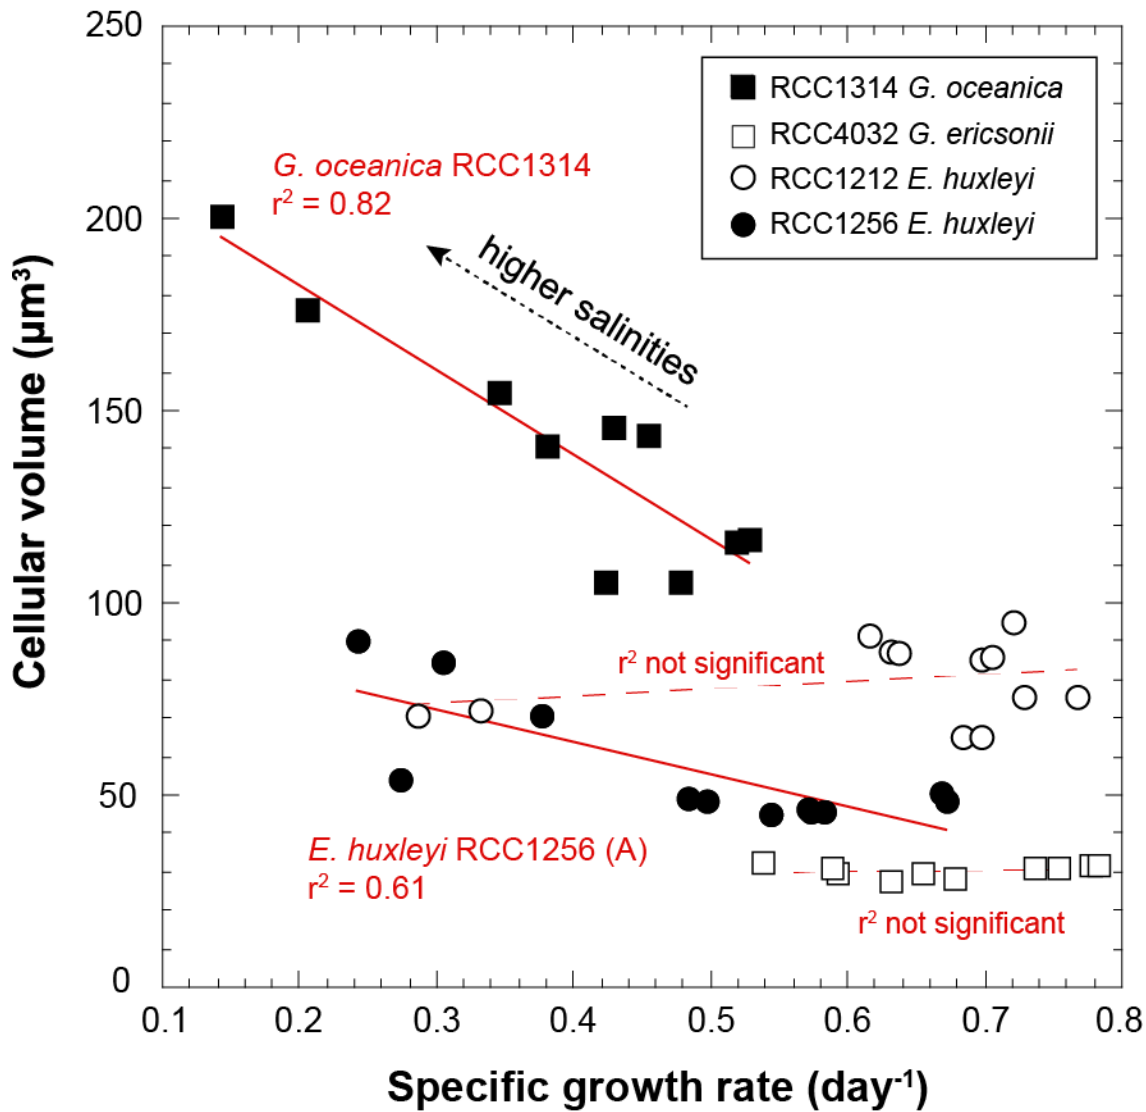 250
200
150
100
50
0
Cellular volume (µm³)
RCC1314 G. oceanica
RCC4032 G. ericsonii
RCC1212 E. huxleyi
RCC1256 E. huxleyi
G. oceanica RCC1314
r² = 0.82
higher salinities
r² not significant
E. huxleyi RCC1256 (A)
r² = 0.61
r² not significant
0.1 0.2 0.3 0.4 0.5 0.6 0.7 0.8
Specific growth rate (day⁻¹)